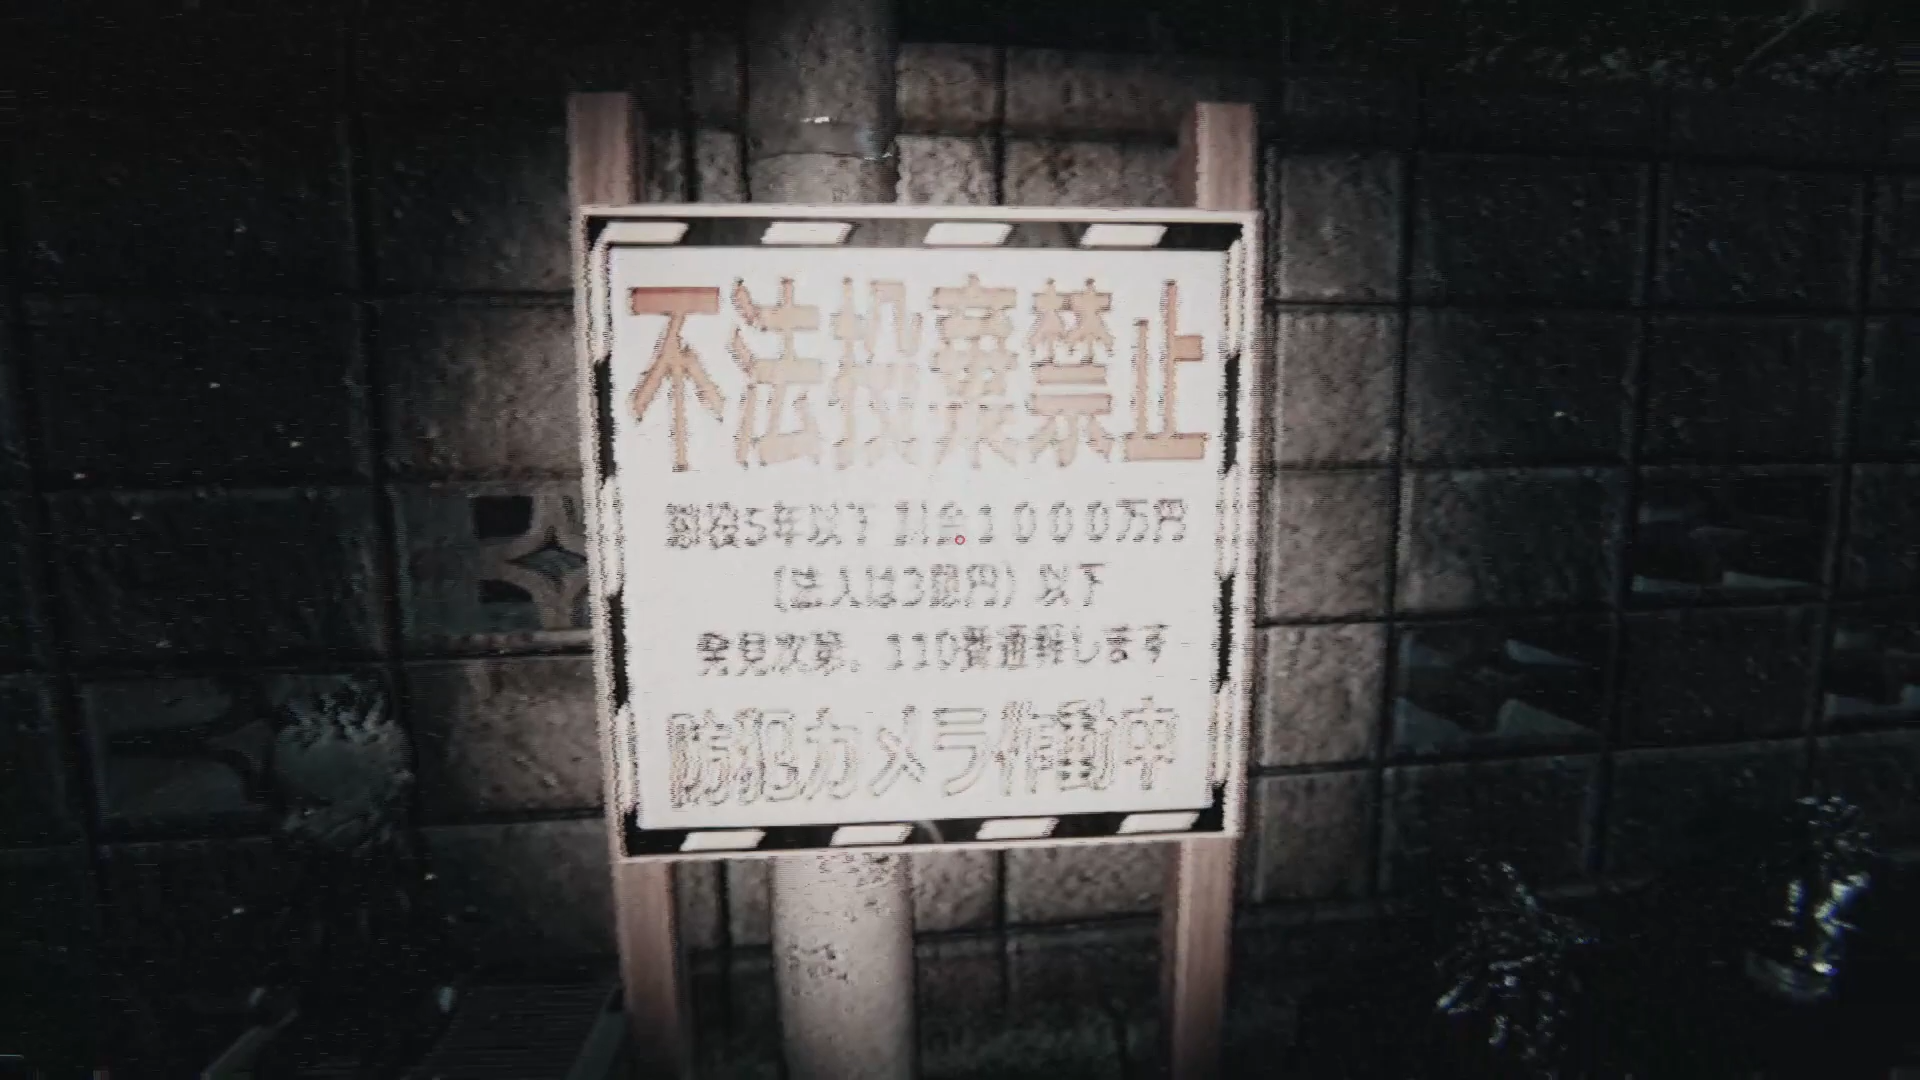 不法投棄禁止
懲役5年以下 罰金1000万円
(法人は3億円) 以下
発見次第、110番通報します
防犯カメラ作動中